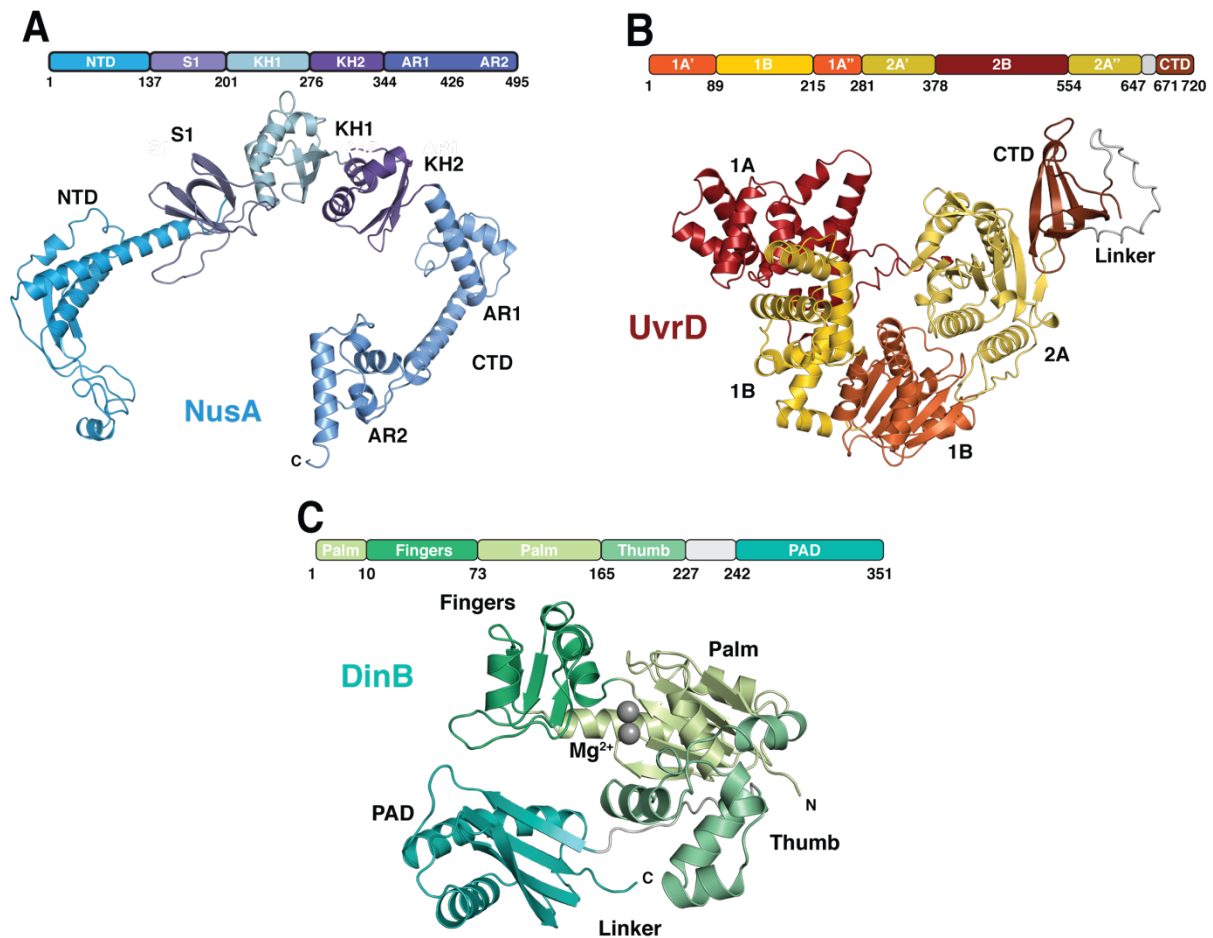 A
NTD S1 KH1 KH2 AR1 AR2
1 137 201 276 344 426 495
S1
KH1
KH2
NTD
AR1
CTD
NusA
AR2
C
B
1A' 1B 1A'' 2A' 2B 2A'' CTD
1 89 215 281 378 554 647 671 720
CTD
1A
Linker
UvrD
2A
1B
1B
C
Palm Fingers Palm Thumb PAD
1 10 73 165 227 242 351
Fingers
Palm
DinB
Mg²⁺
N
PAD
Thumb
C
Linker